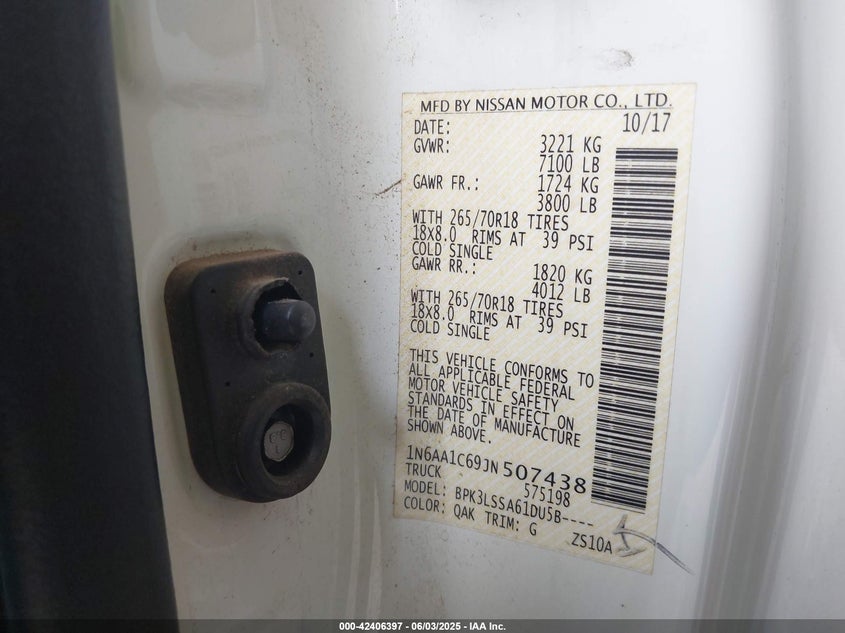 MFD BY NISSAN MOTOR CO., LTD.
DATE: 10/17
GVWR: 3221 KG
7100 LB
GAWR FR.: 1724 KG
3800 LB
WITH 265/70R18 TIRES
18X8.0 RIMS AT 39 PSI
COLD SINGLE
GAWR RR.: 1820 KG
4012 LB
WITH 265/70R18 TIRES
18X8.0 RIMS AT 39 PSI
COLD SINGLE
THIS VEHICLE CONFORMS TO
ALL APPLICABLE FEDERAL
MOTOR VEHICLE SAFETY
STANDARDS IN EFFECT ON
THE DATE OF MANUFACTURE
SHOWN ABOVE.
1N6AA1C69JN507438
TRUCK 575198
MODEL: BPK3LSSA61DU5B----
COLOR: QAK TRIM: G ZS10A
000-42406397 - 06/03/2025 - IAA Inc.